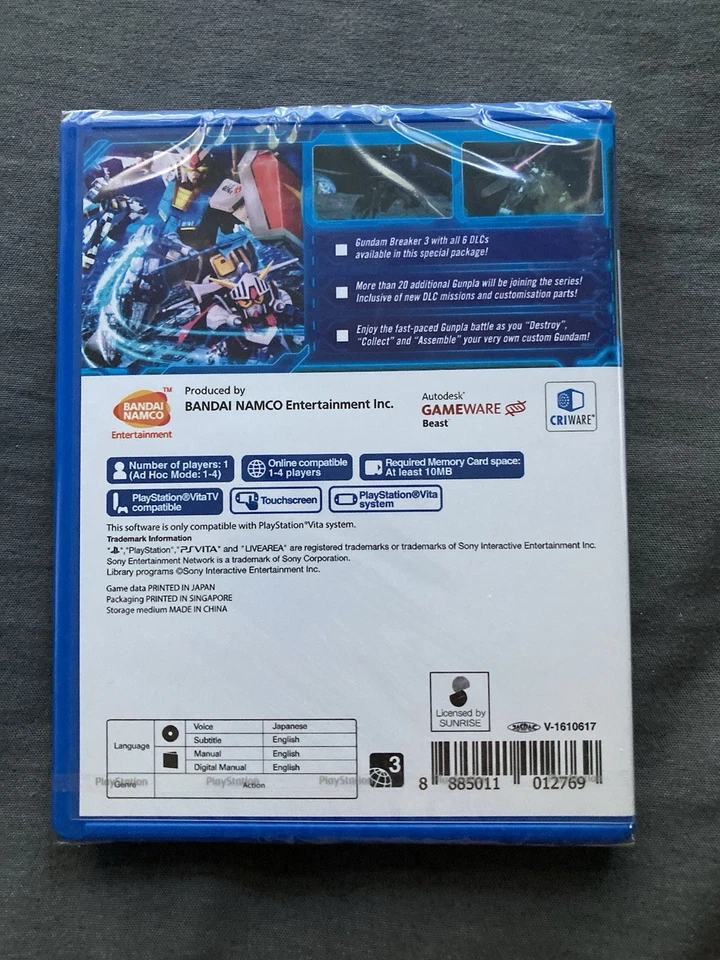 Gundam Breaker 3 with all 6 DLCs
available in this special package!
More than 20 additional Gunpla will be joining the series!
Inclusive of new DLC missions and customisation parts!
Enjoy the fast-paced Gunpla battle as you "Destroy",
"Collect" and "Assemble" your very own custom Gundam!
BANDAI
NAMCO
TM
Entertainment
Produced by
BANDAI NAMCO Entertainment Inc.
Autodesk®
GAMEWARE
Beast™
CRIWARE®
Number of players: 1
(Ad Hoc Mode: 1-4)
Online compatible
1-4 players
Required Memory Card space:
At least 10MB
PlayStation®VitaTV
compatible
Touchscreen
PlayStation®Vita
system
This software is only compatible with PlayStation®Vita system.
Trademark Information
"PlayStation", "PSVITA" and "LIVEAREA" are registered trademarks or trademarks of Sony Interactive Entertainment Inc.
Sony Entertainment Network is a trademark of Sony Corporation.
Library programs ©Sony Interactive Entertainment Inc.
Game data PRINTED IN JAPAN
Packaging PRINTED IN SINGAPORE
Storage medium MADE IN CHINA
Licensed by
SUNRISE
V-1610617
Language
Voice Japanese
Subtitle English
Manual English
Digital Manual English
Genre Action
PlayStation PlayStation PlayStation
3
8 885011 012769